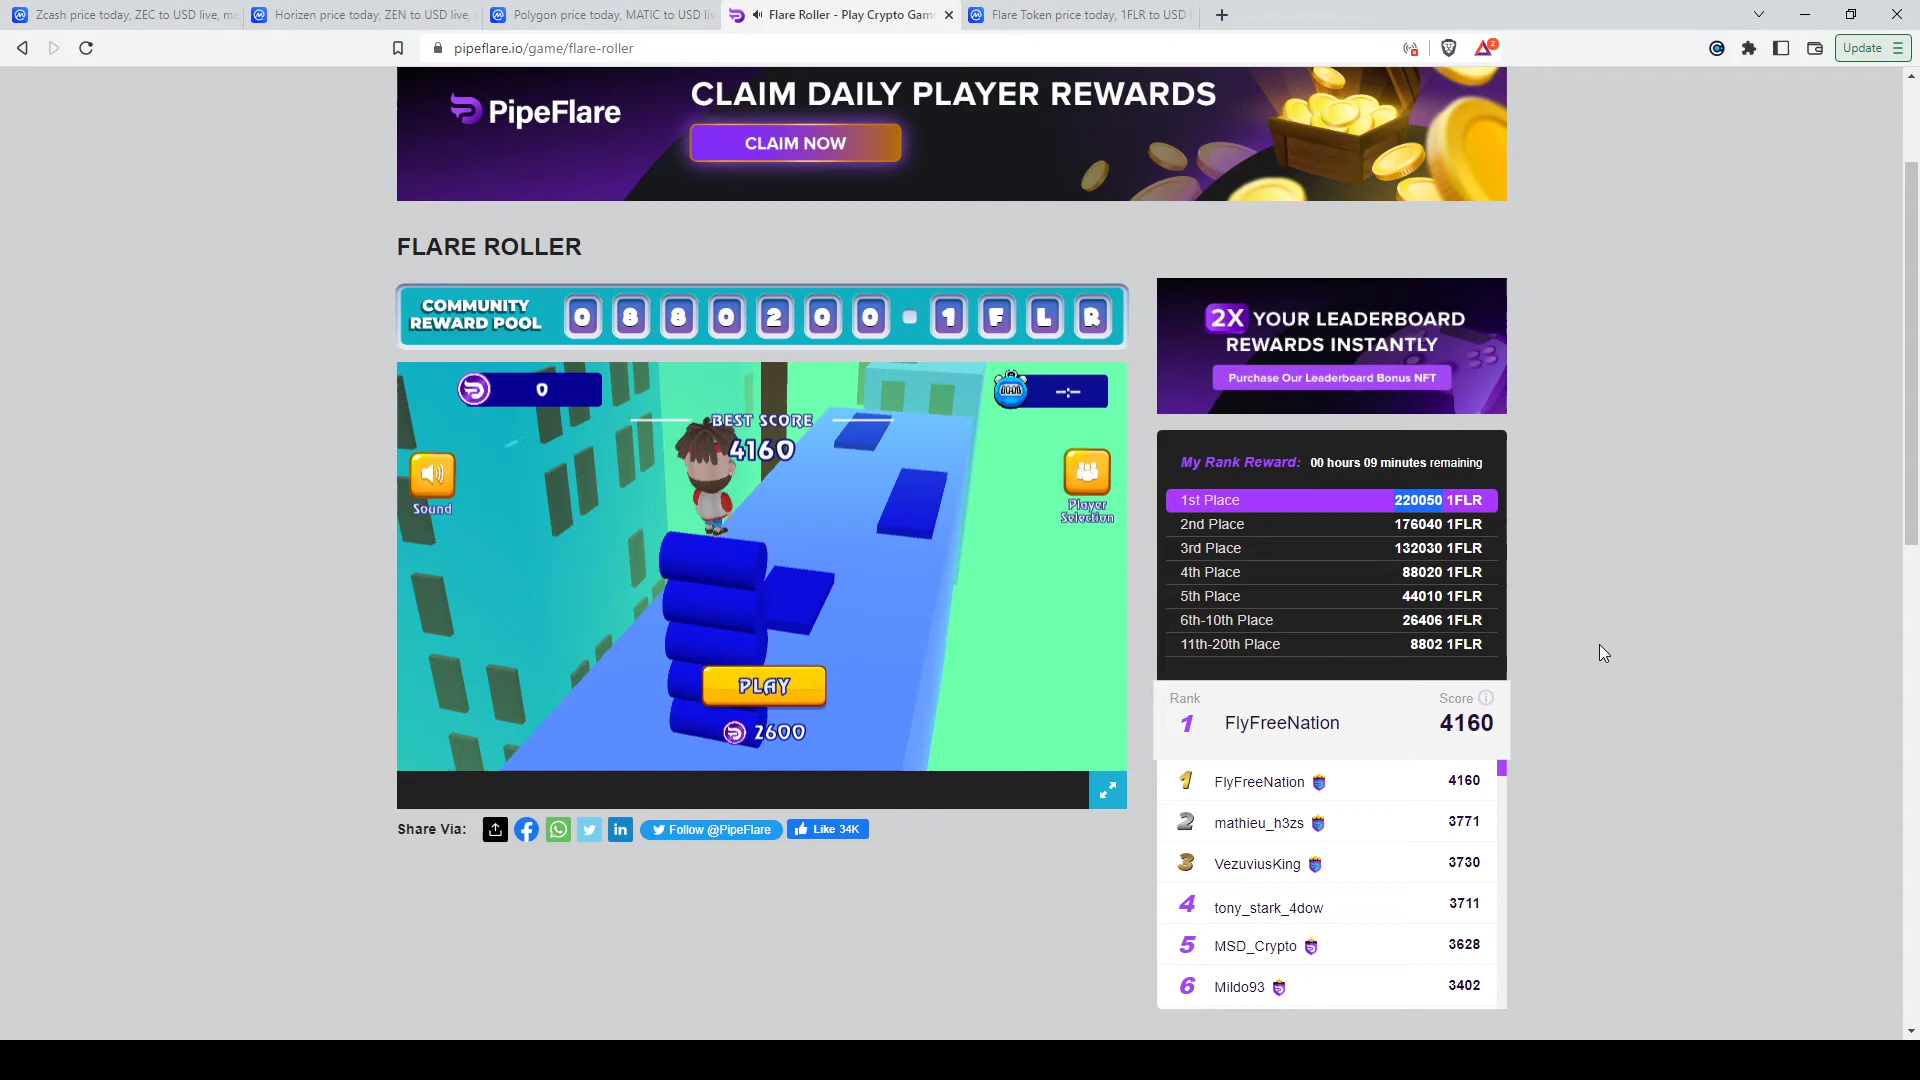 Zcash price today, ZEC to USD live, ma
Horizen price today, ZEN to USD live,
Polygon price today, MATIC to USD liv
Flare Roller - Play Crypto Game
Flare Token price today, 1FLR to USD
pipeflare.io/game/flare-roller
2
Update
PipeFlare
CLAIM DAILY PLAYER REWARDS
CLAIM NOW
FLARE ROLLER
COMMUNITY
REWARD POOL
0 8 8 0 2 0 0 - 1 F L R
0
00:00
--:--
BEST SCORE
4160
Sound
Player
Selection
PLAY
2600
Share Via:
Follow @PipeFlare
Like 34K
2X YOUR LEADERBOARD
REWARDS INSTANTLY
Purchase Our Leaderboard Bonus NFT
My Rank Reward: 00 hours 09 minutes remaining
1st Place 220050 1FLR
2nd Place 176040 1FLR
3rd Place 132030 1FLR
4th Place 88020 1FLR
5th Place 44010 1FLR
6th-10th Place 26406 1FLR
11th-20th Place 8802 1FLR
Rank Score
1 FlyFreeNation 4160
1 FlyFreeNation 4160
2 mathieu_h3zs 3771
3 VezuviusKing 3730
4 tony_stark_4dow 3711
5 MSD_Crypto 3628
6 Mildo93 3402